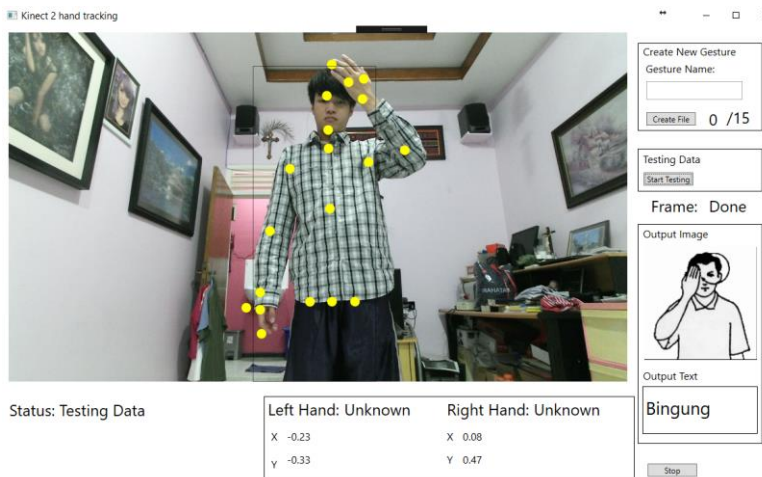 Kinect 2 hand tracking
Create New Gesture
Gesture Name:
Create File 0 /15
Testing Data
Start Testing
Frame: Done
Output Image
Output Text
Bingung
Stop
Status: Testing Data
Left Hand: Unknown Right Hand: Unknown
X -0.23 X 0.08
Y -0.33 Y 0.47